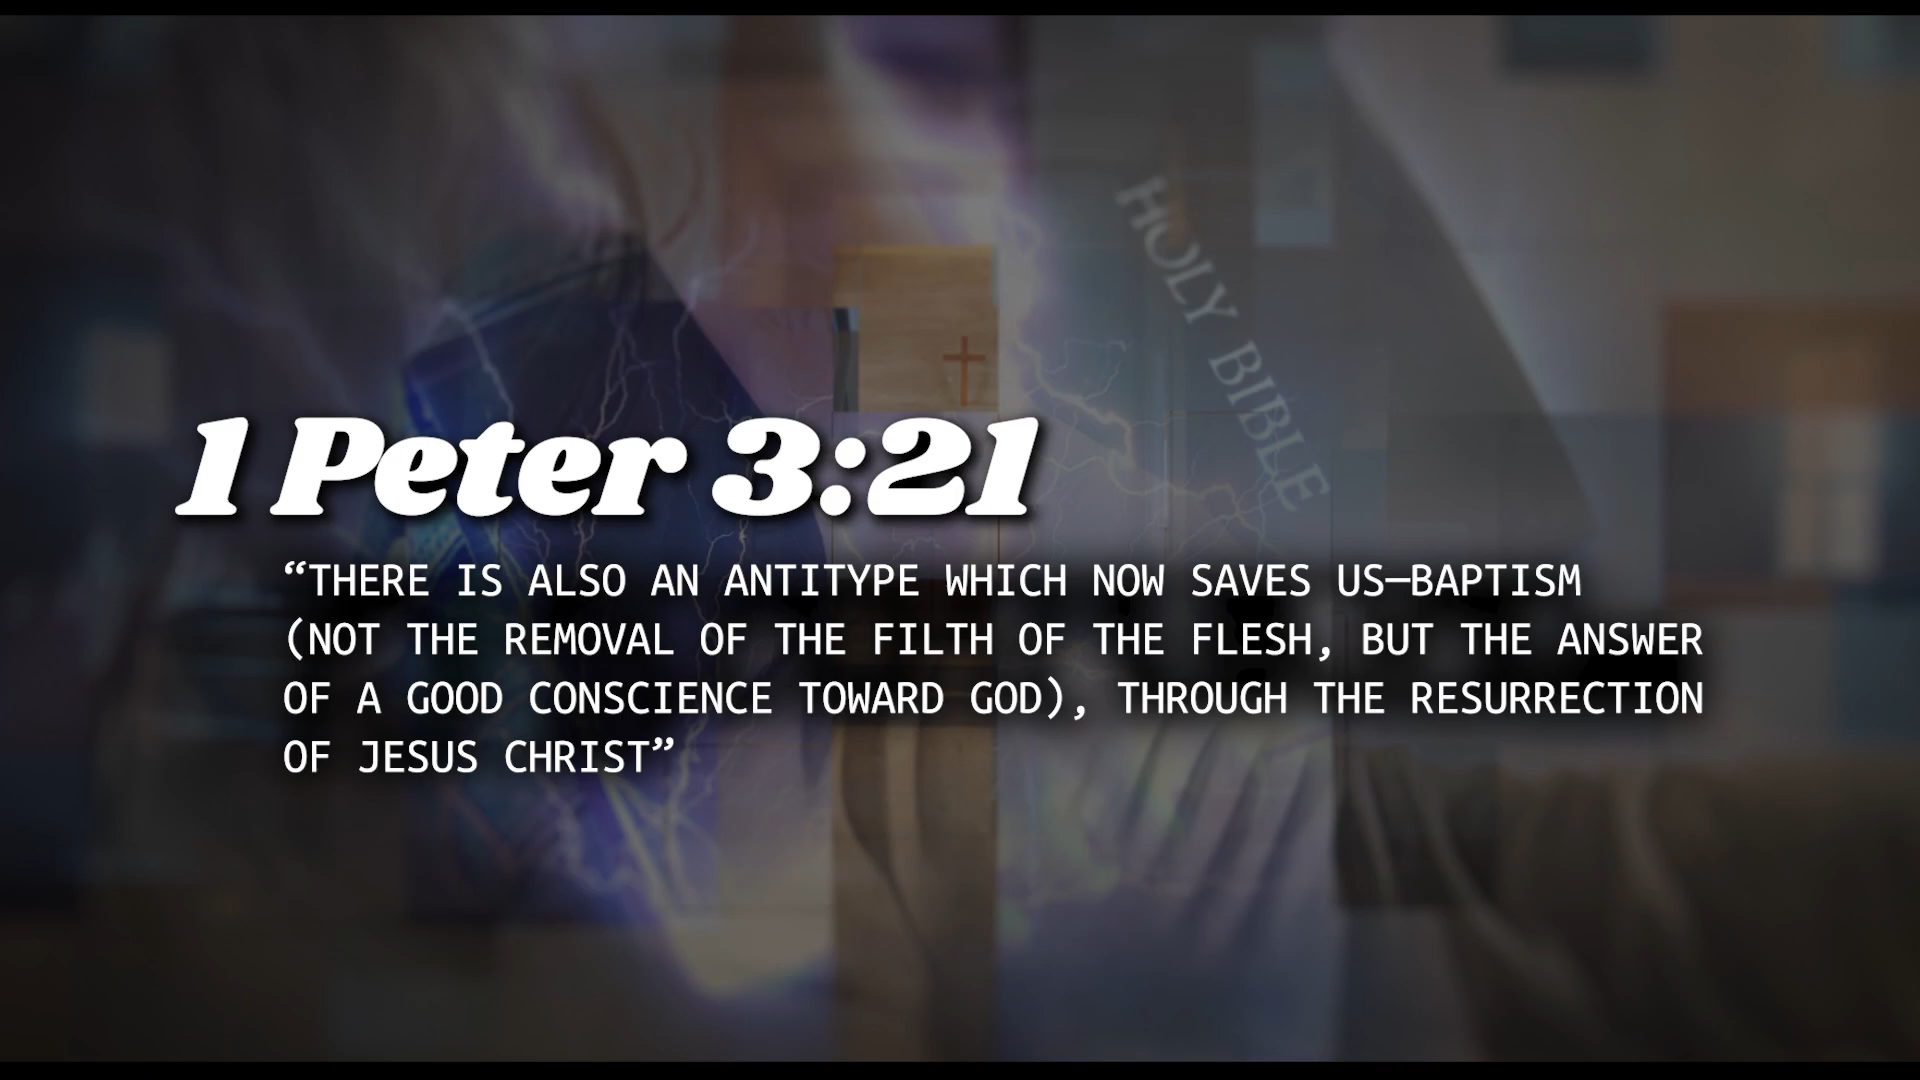 HOLY BIBLE
1 Peter 3:21
“THERE IS ALSO AN ANTITYPE WHICH NOW SAVES US—BAPTISM
(NOT THE REMOVAL OF THE FILTH OF THE FLESH, BUT THE ANSWER
OF A GOOD CONSCIENCE TOWARD GOD), THROUGH THE RESURRECTION
OF JESUS CHRIST”